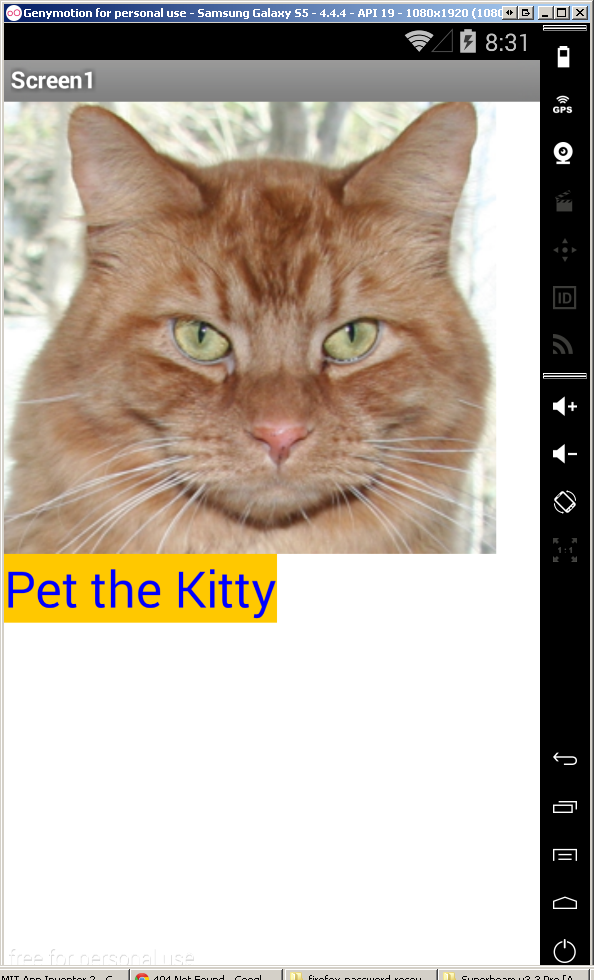 Genymotion for personal use - Samsung Galaxy S5 - 4.4.4 - API 19 - 1080x1920 (1080
8:31
Screen1
GPS
ID
Pet the Kitty
1:1
free for personal use
MIT App Inventor 2 - G
404 Not Found - Googl
firefox-password-recov
Superbeam v3.3 Pro [A